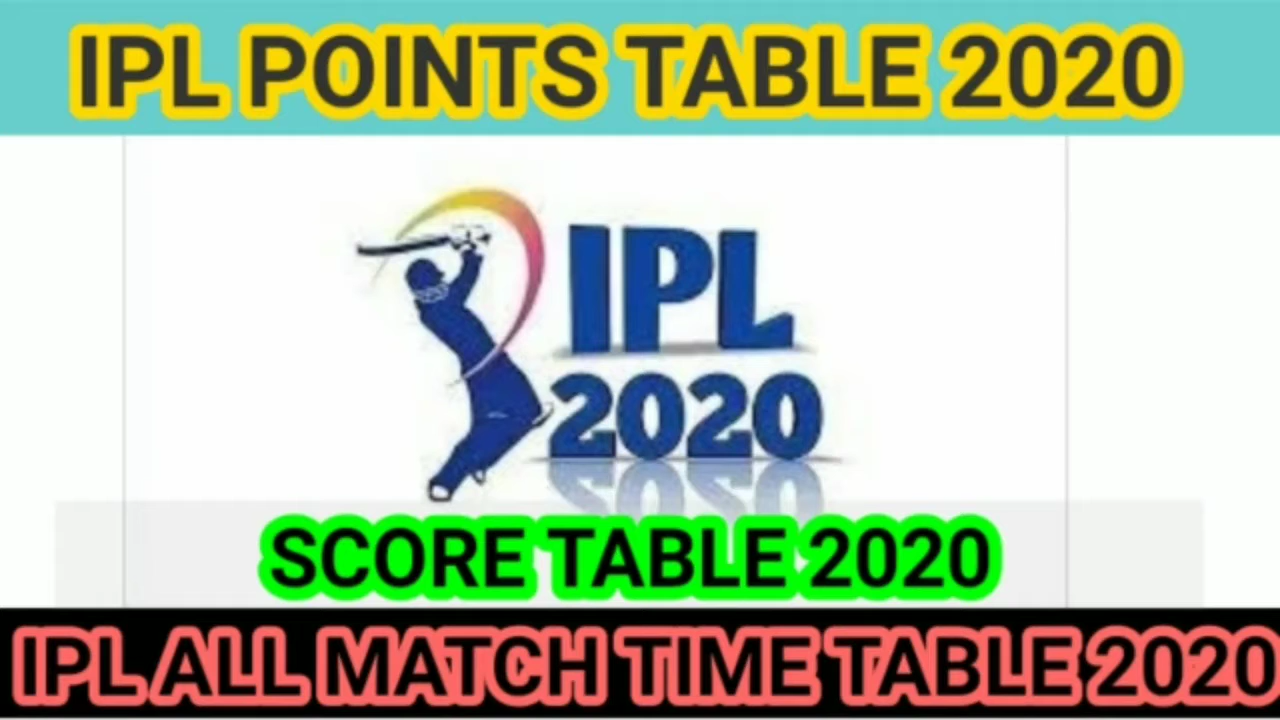 IPL POINTS TABLE 2020
IPL
2020
SCORE TABLE 2020
IPL ALL MATCH TIME TABLE 2020